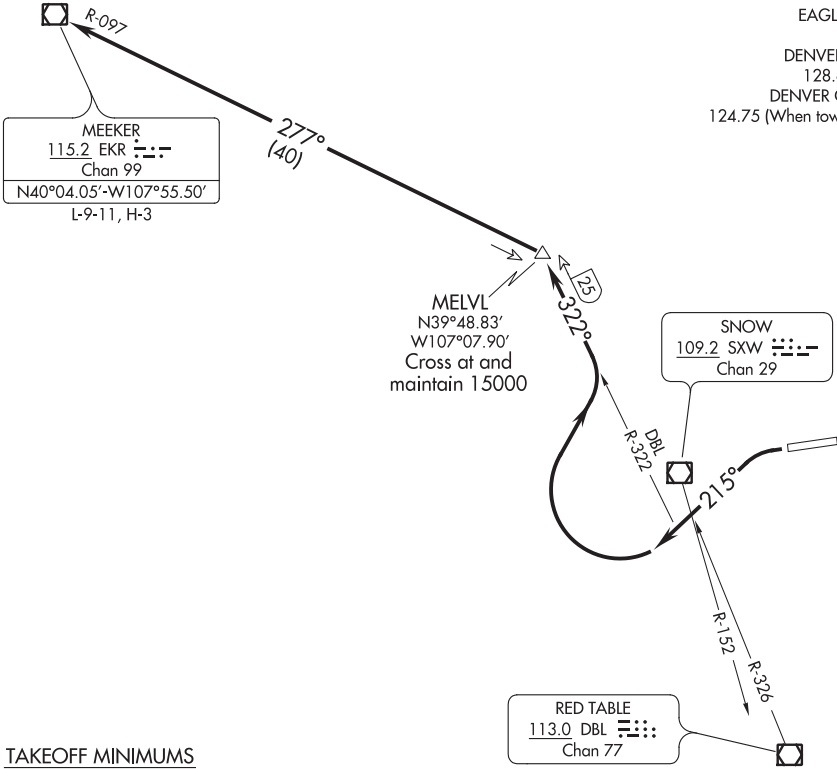 EAGL
DENVE
128.
DENVER
124.75 (When tow
R-097
MEEKER
115.2 EKR
Chan 99
N40°04.05'-W107°55.50'
L-9-11, H-3
277°
(40)
MELVL
N39°48.83'
W107°07.90'
Cross at and
maintain 15000
25
322°
SNOW
109.2 SXW
Chan 29
DBL
R-322
215°
R-152
R-326
RED TABLE
113.0 DBL
Chan 77
TAKEOFF MINIMUMS